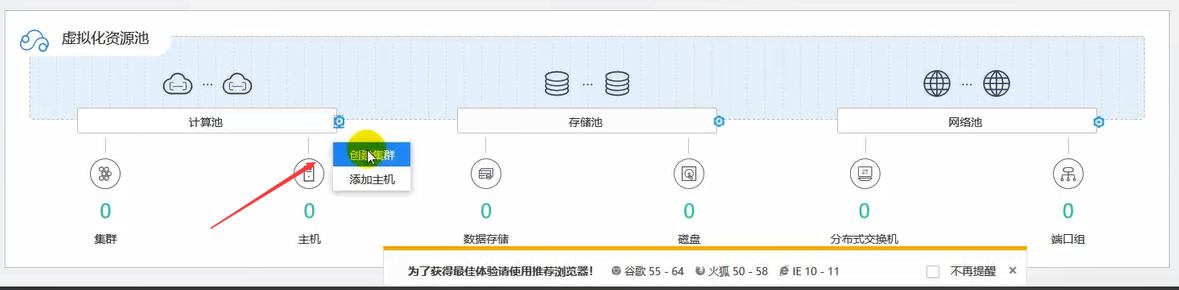 虚拟化资源池
计算池 存储池 网络池
创建集群
添加主机
0 0 0 0 0 0
集群 主机 数据存储 磁盘 分布式交换机 端口组
为了获得最佳体验请使用推荐浏览器! 谷歌 55 - 64 火狐 50 - 58 IE 10 - 11 不再提醒 ×